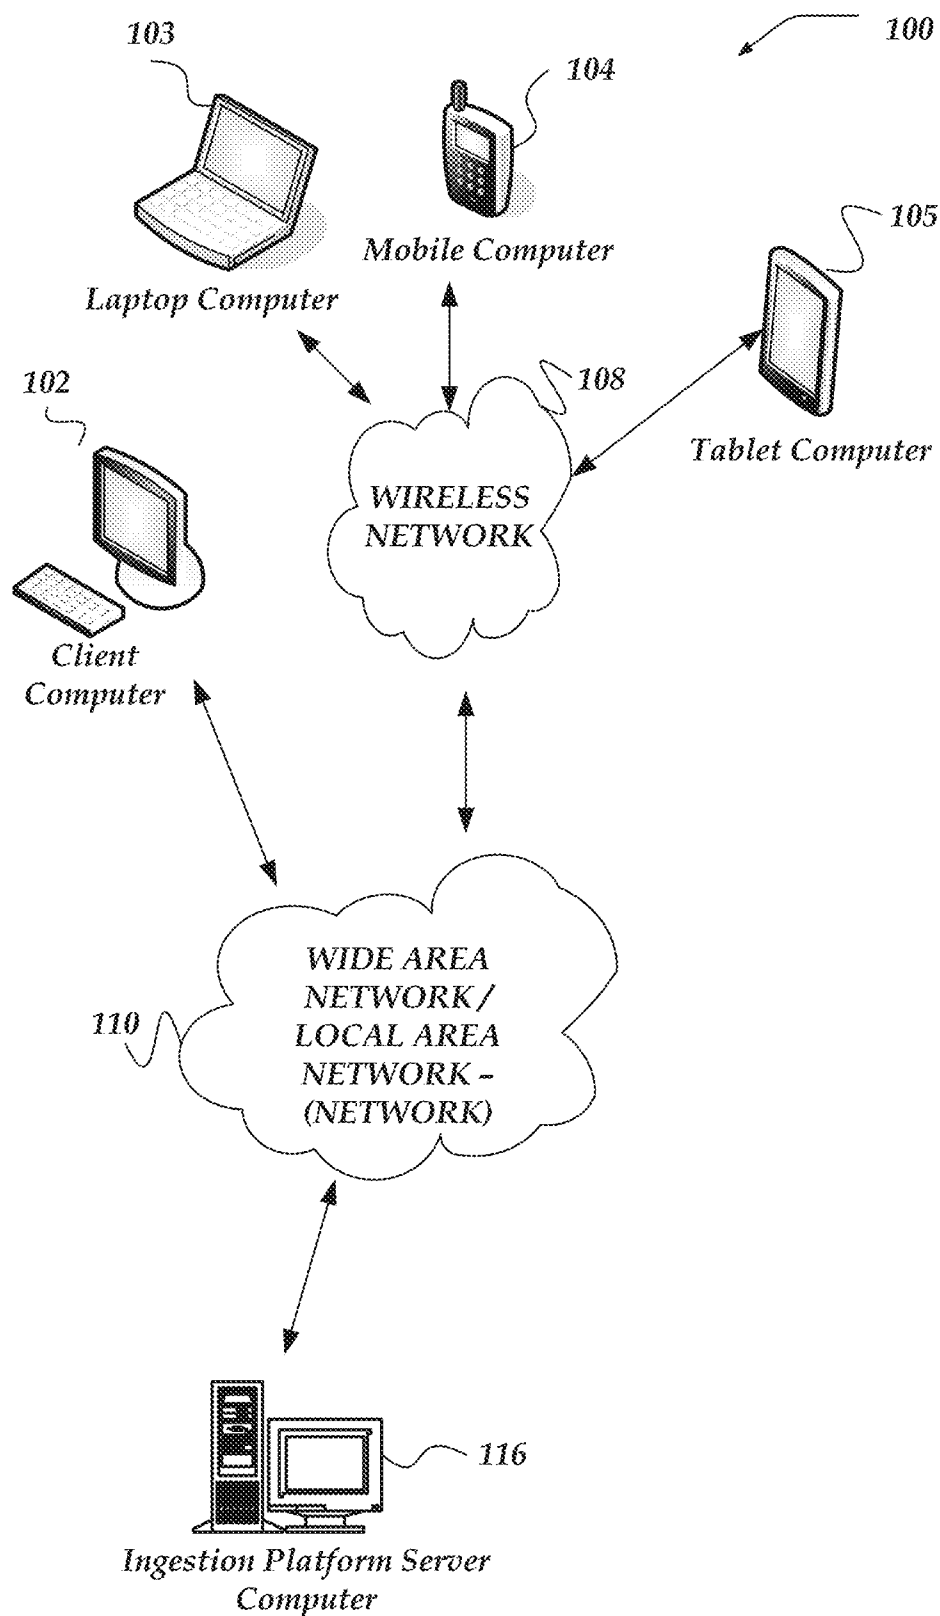 100
103
104
Mobile Computer
105
Laptop Computer
108
102
Tablet Computer
WIRELESS
NETWORK
Client
Computer
WIDE AREA
NETWORK /
LOCAL AREA
NETWORK –
(NETWORK)
110
116
Ingestion Platform Server
Computer